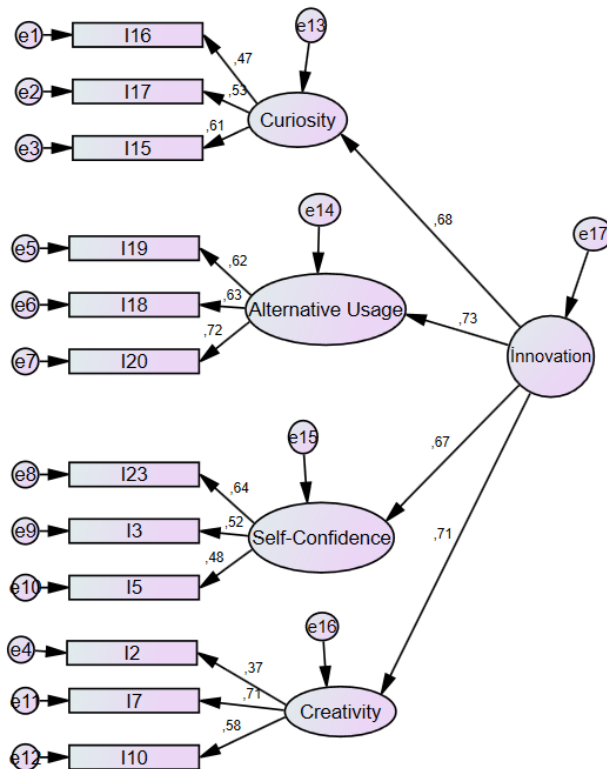 e1 I16 e13
,47
e2 I17 ,53
Curiosity
e3 I15 ,61
e14
,68
e17
e5 I19 ,62
e6 I18 ,63 Alternative Usage ,73
e7 I20 ,72
İnnovation
e15
e8 I23 ,64 ,67
e9 I3 ,52 Self-Confidence
,71
e10 I5 ,48
e16
e4 I2 ,37
e11 I7 ,71 Creativity
e12 I10 ,58